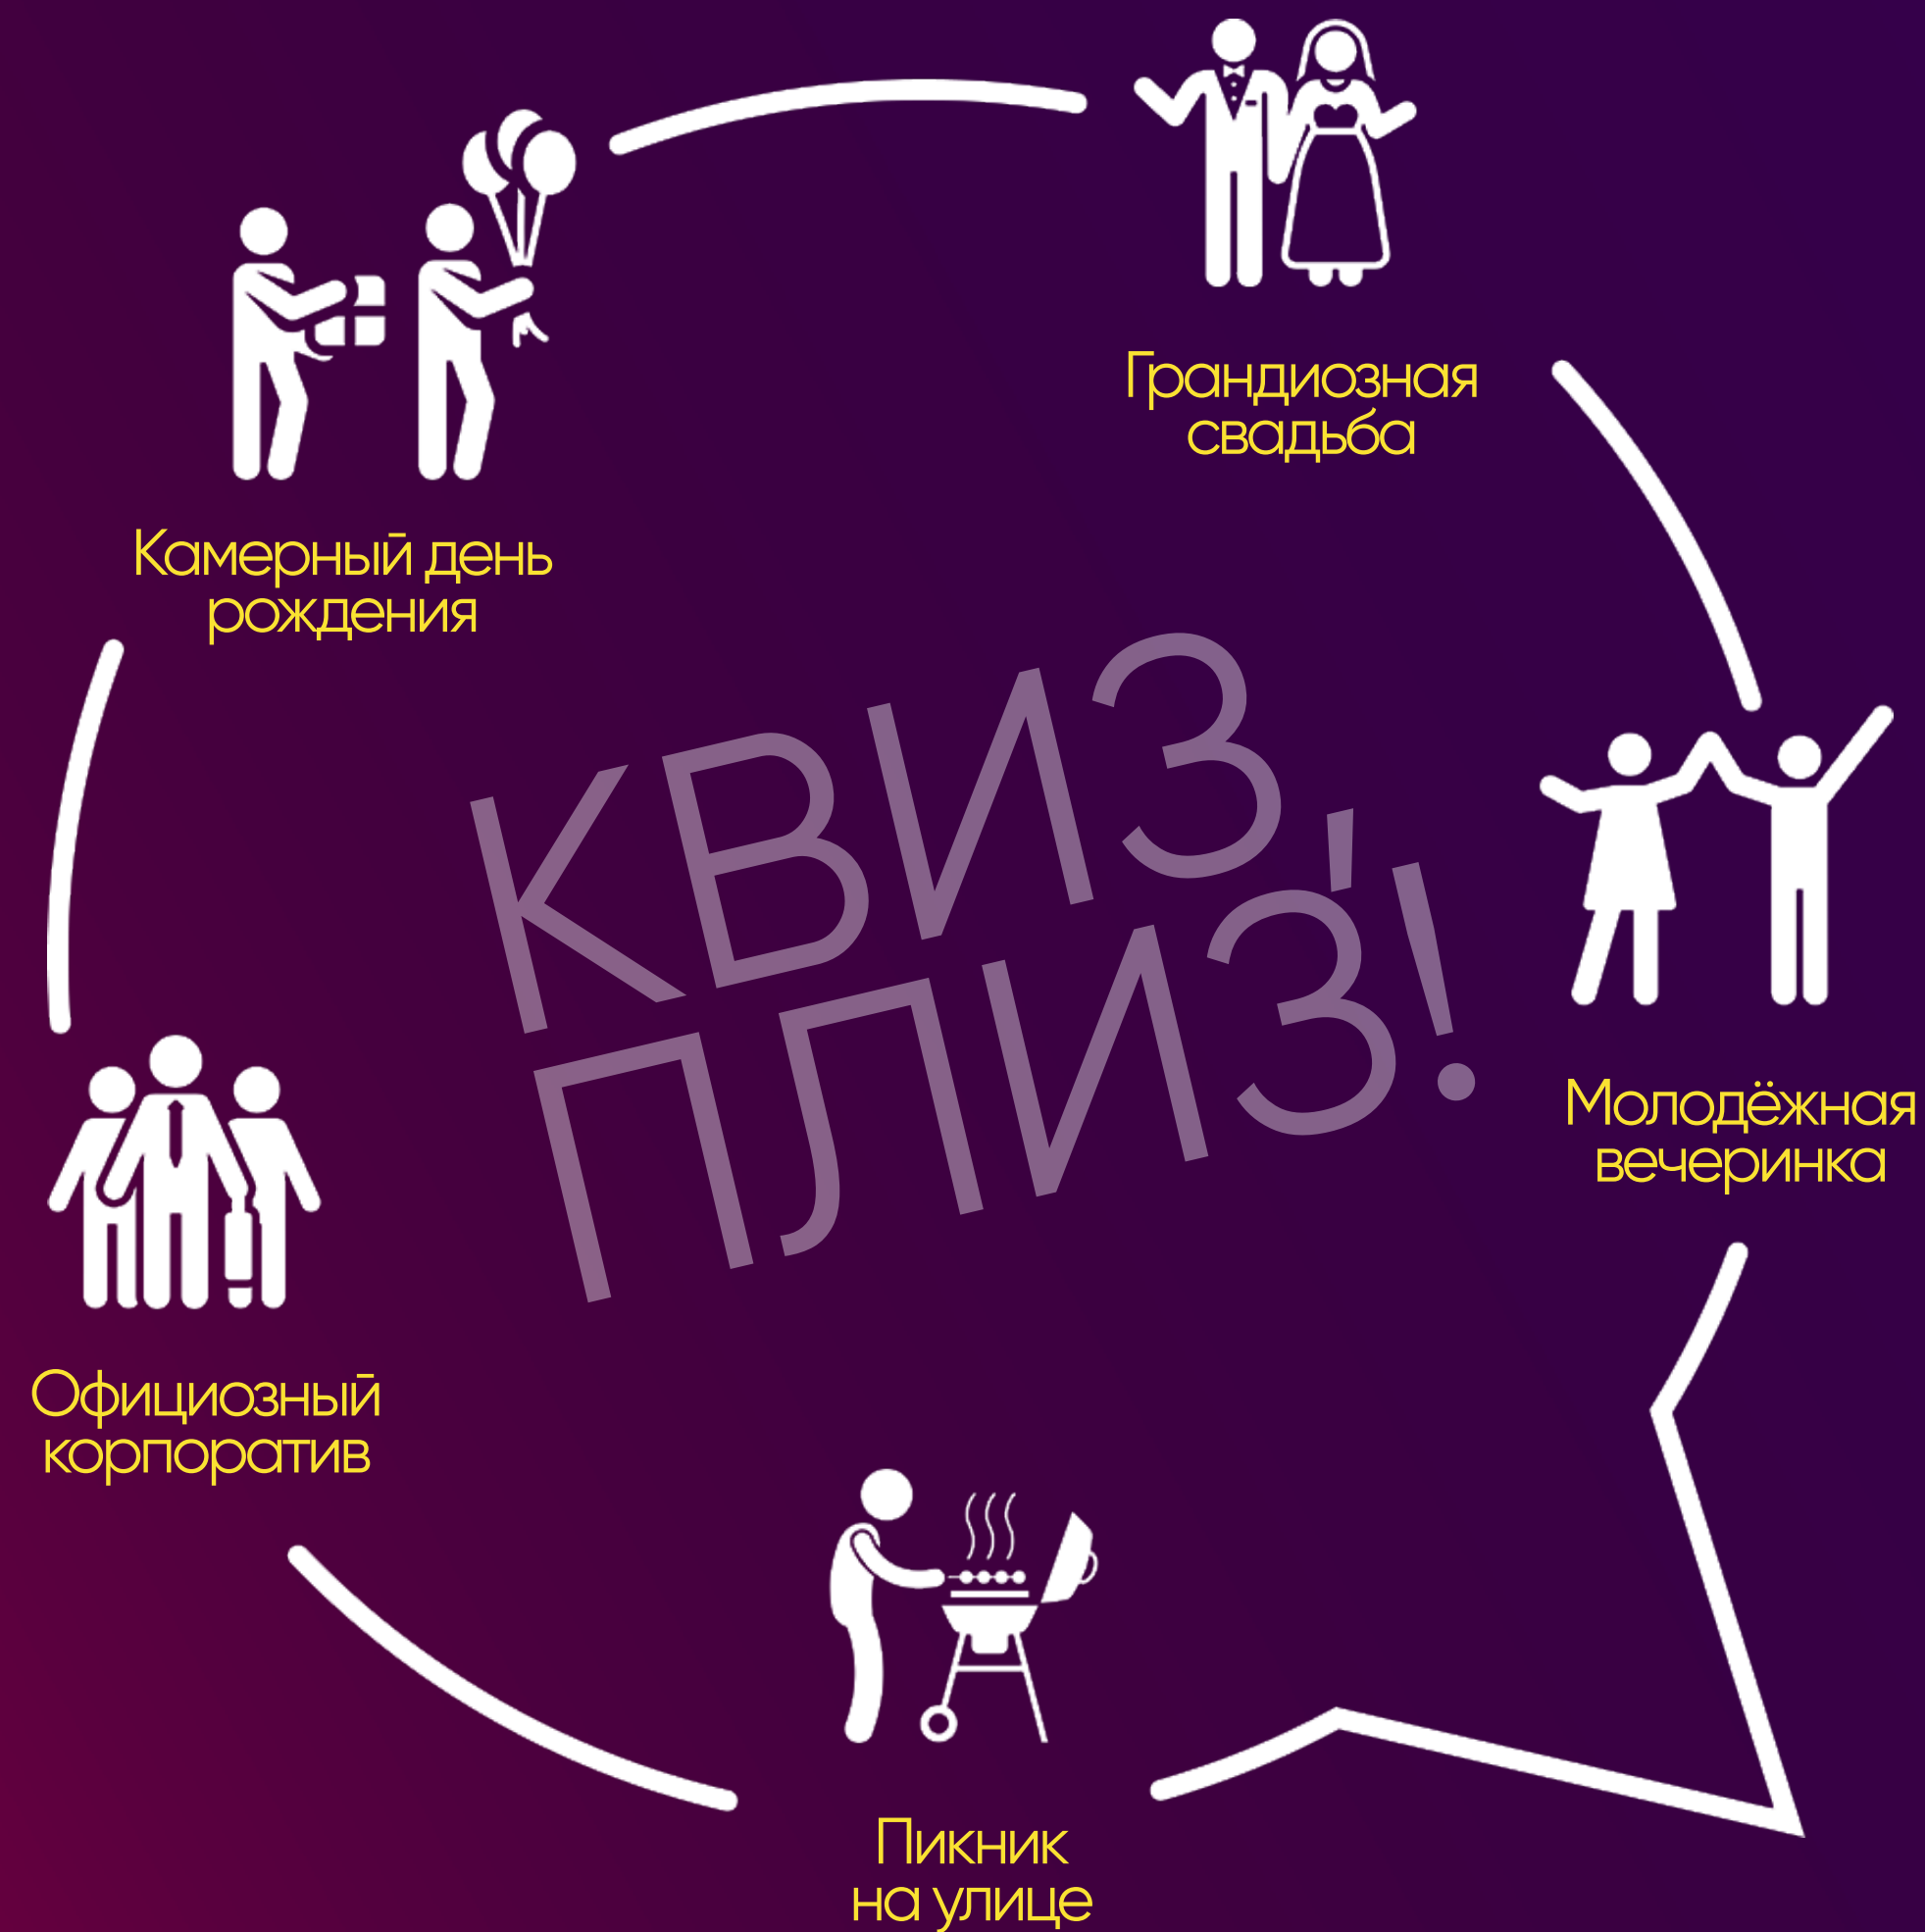 Грандиозная
свадьба
Камерный день
рождения
КВИЗ,
ПЛИЗ!
Молодёжная
вечеринка
Официозный
корпоратив
Пикник
на улице